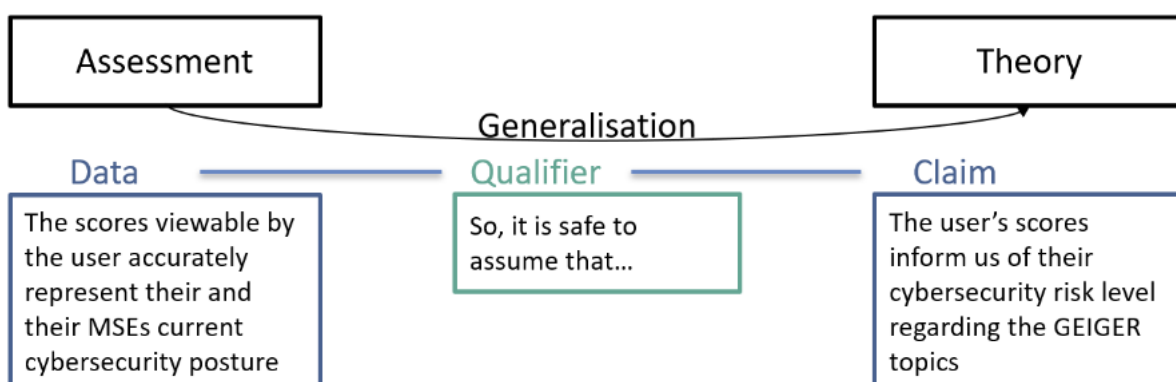 Assessment
Theory
Generalisation
Data
Qualifier
Claim
The scores viewable by
the user accurately
represent their and
their MSEs current
cybersecurity posture
So, it is safe to
assume that…
The user’s scores
inform us of their
cybersecurity risk level
regarding the GEIGER
topics